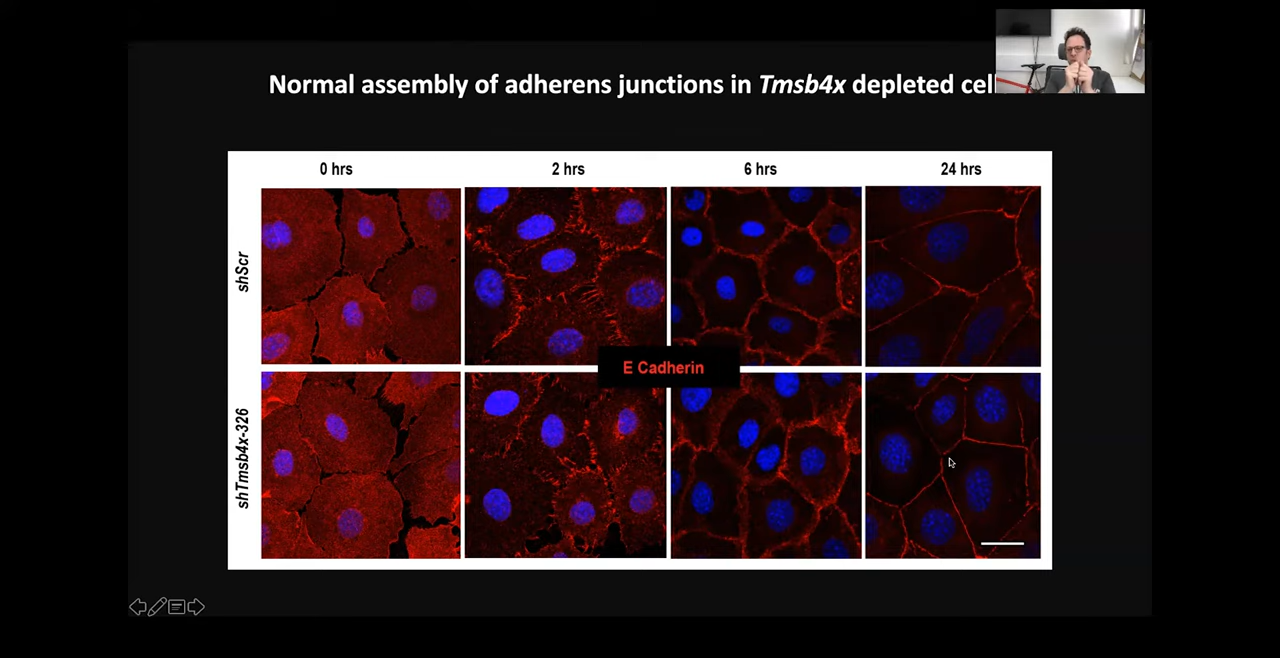 Normal assembly of adherens junctions in Tmsb4x depleted cel
0 hrs 2 hrs 6 hrs 24 hrs
shScr
E Cadherin
shTmsb4x-326